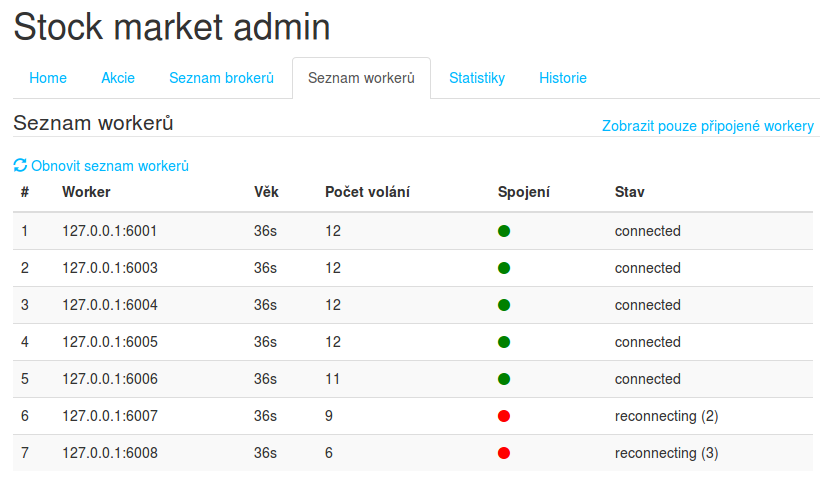 Stock market admin
Home Akcie Seznam brokerů Seznam workerů Statistiky Historie
Seznam workerů Zobrazit pouze připojené workery
Obnovit seznam workerů
# Worker Věk Počet volání Spojení Stav
1 127.0.0.1:6001 36s 12 connected
2 127.0.0.1:6003 36s 12 connected
3 127.0.0.1:6004 36s 12 connected
4 127.0.0.1:6005 36s 12 connected
5 127.0.0.1:6006 36s 11 connected
6 127.0.0.1:6007 36s 9 reconnecting (2)
7 127.0.0.1:6008 36s 6 reconnecting (3)